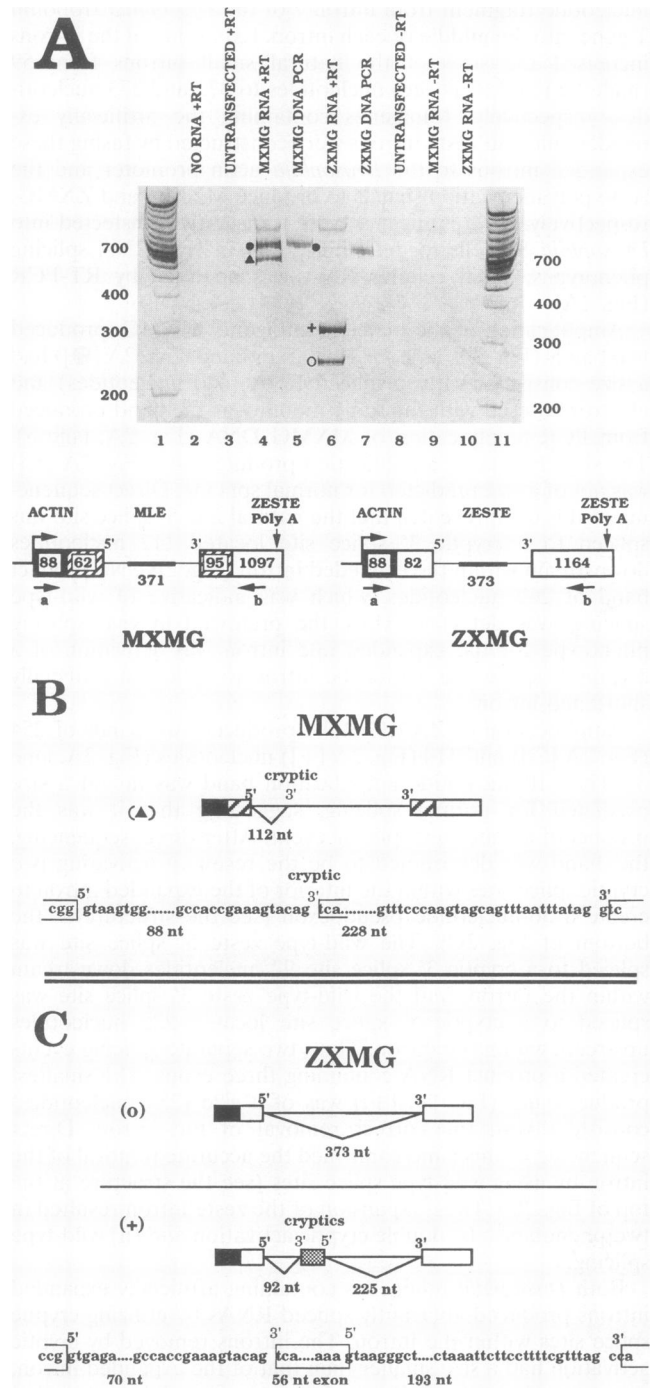 A
NO RNA +RT
UNTRANSFECTED +RT
MXMG RNA +RT
MXMG DNA PCR
ZXMG RNA +RT
ZXMG DNA PCR
UNTRANSFECTED -RT
MXMG RNA -RT
ZXMG RNA -RT
700
400
300
200
700
400
300
200
1 2 3 4 5 6 7 8 9 10 11
ACTIN MLE ZESTE Poly A
88 62 5' 371 3' 95 1097
a b
MXMG
ACTIN ZESTE ZESTE Poly A
88 82 5' 373 3' 1164
a b
ZXMG
B
MXMG
cryptic
5' 3' 3'
(▲)
112 nt
cryptic
5' 3' 3'
cgg gtaagtgg......gccaccgaaagtacag tca......gtttcccaagtagcagtttaatttatag gtc
88 nt 228 nt
C
ZXMG
5' 3'
(o)
373 nt
(+)
cryptics
5' 3' 5' 3'
92 nt 225 nt
5' 3' 5' 3'
ccg gtgagt.....gccaccgaaagtacag tca.....aaa gtaagggct....ctaaattcttccttttcgtttag cca
70 nt 56 nt exon 193 nt